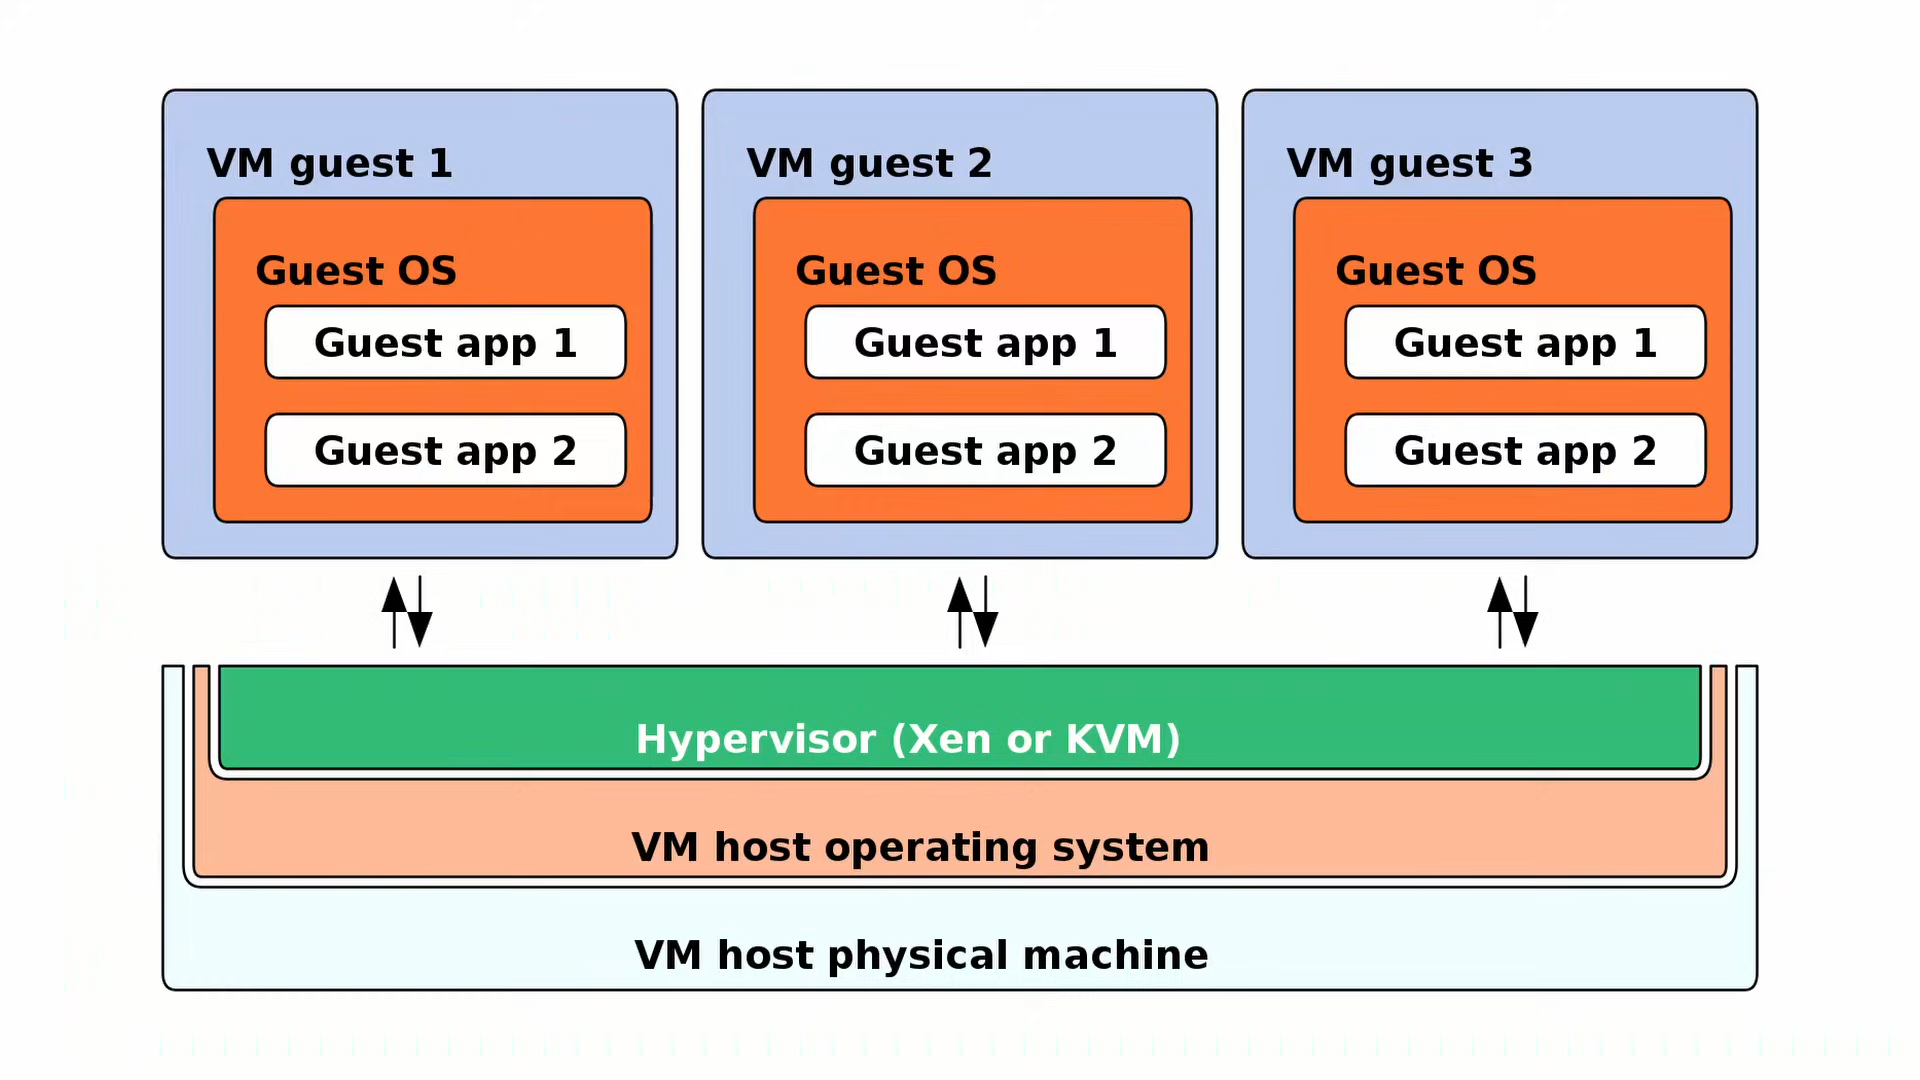 VM guest 1
Guest OS
Guest app 1
Guest app 2
VM guest 2
Guest OS
Guest app 1
Guest app 2
VM guest 3
Guest OS
Guest app 1
Guest app 2
Hypervisor (Xen or KVM)
VM host operating system
VM host physical machine